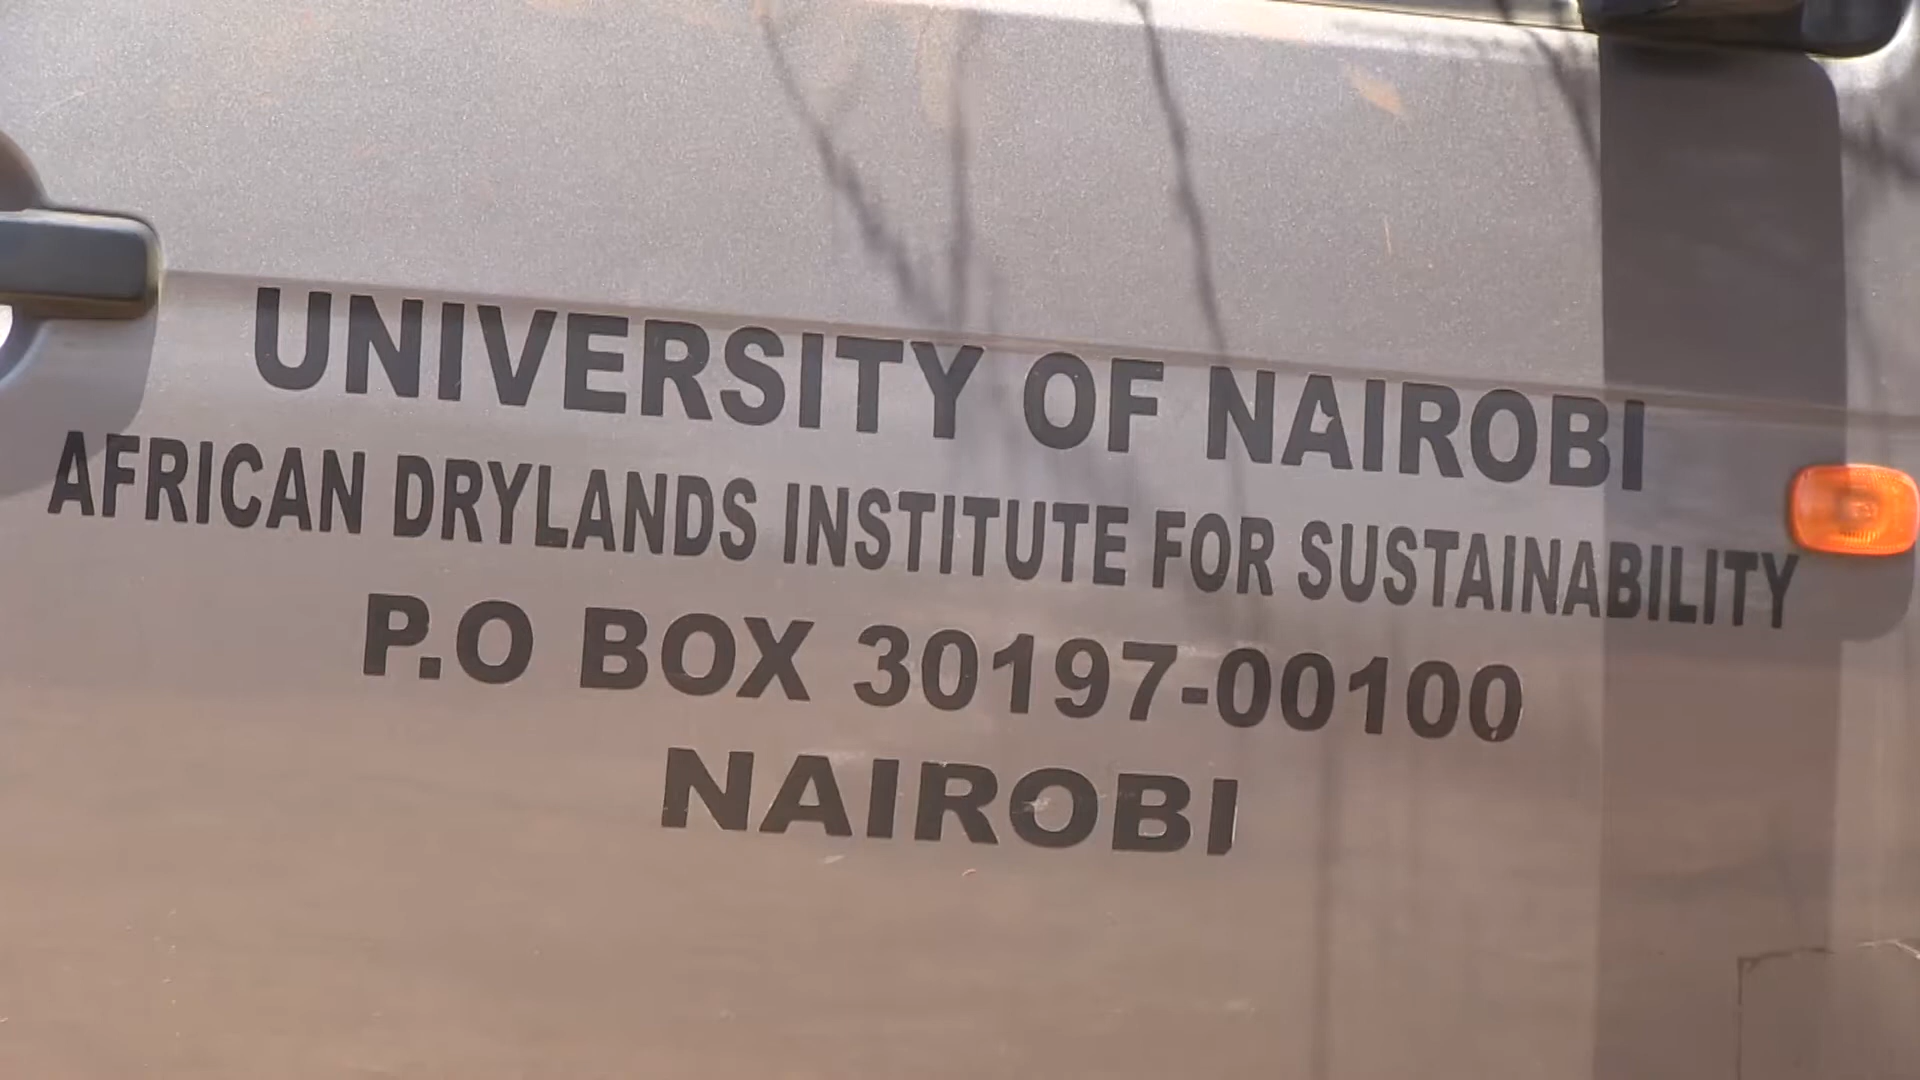 UNIVERSITY OF NAIROBI
AFRICAN DRYLANDS INSTITUTE FOR SUSTAINABILITY
P.O BOX 30197-00100
NAIROBI